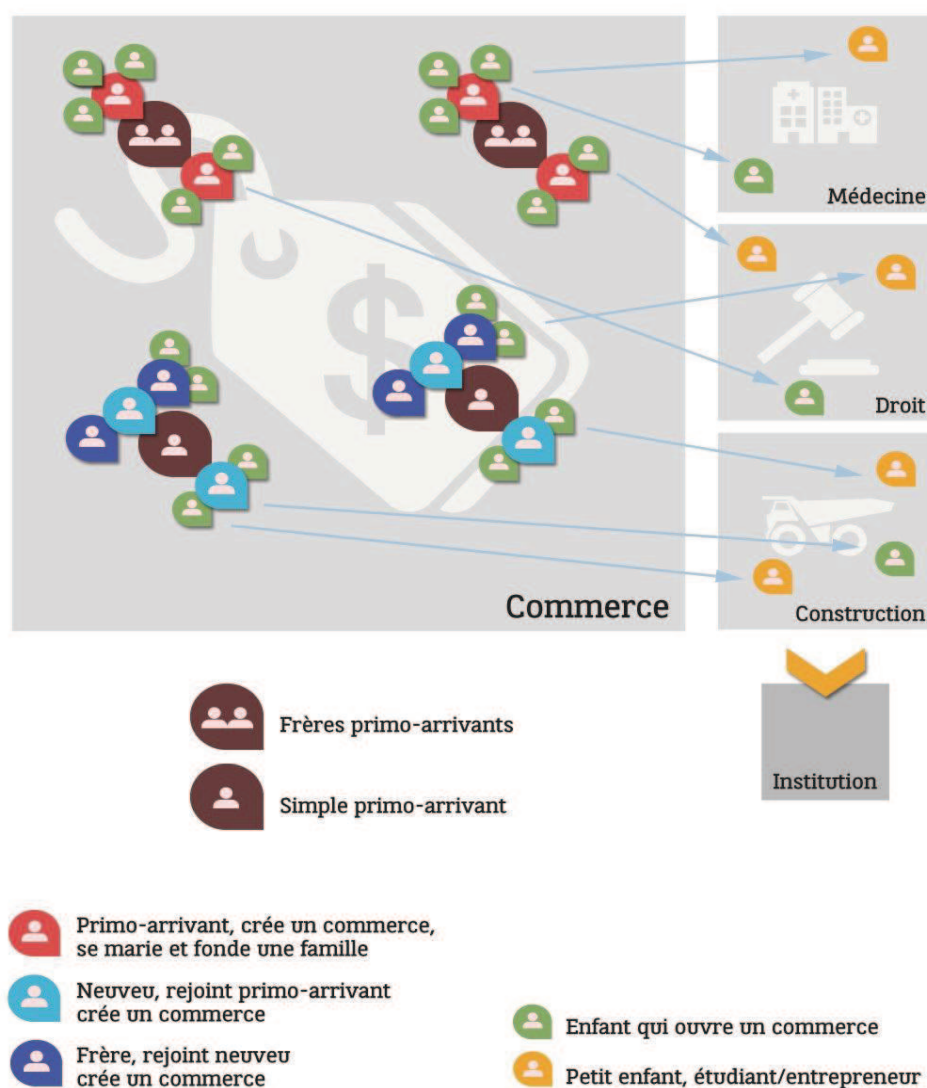 Médecine
$
Droit
Commerce
Construction
Frères primo-arrivants
Institution
Simple primo-arrivant
Primo-arrivant, crée un commerce,
se marie et fonde une famille
Neuveu, rejoint primo-arrivant
crée un commerce
Enfant qui ouvre un commerce
Frère, rejoint neuveu
crée un commerce
Petit enfant, étudiant/entrepreneur